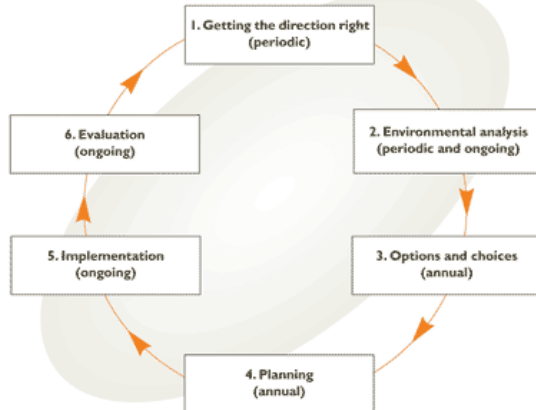 1. Getting the direction right
(periodic)
2. Environmental analysis
(periodic and ongoing)
3. Options and choices
(annual)
4. Planning
(annual)
5. Implementation
(ongoing)
6. Evaluation
(ongoing)